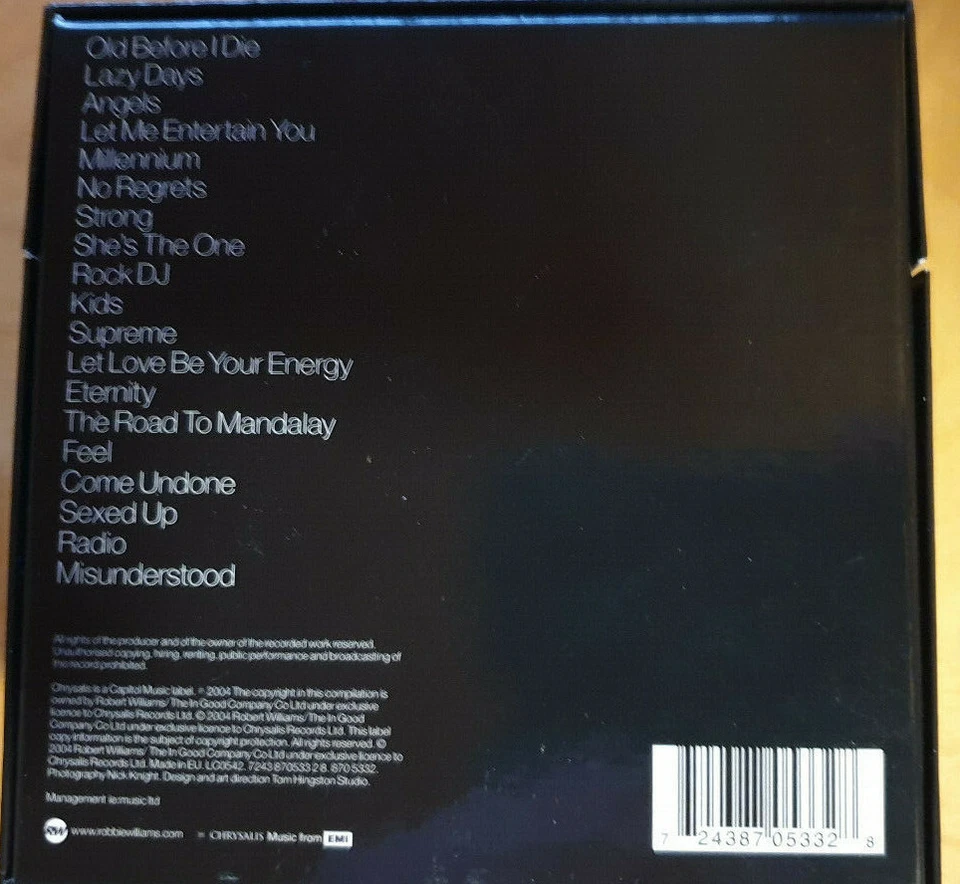 Old Before I Die
Lazy Days
Angels
Let Me Entertain You
Millennium
No Regrets
Strong
She's The One
Rock DJ
Kids
Supreme
Let Love Be Your Energy
Eternity
The Road To Mandalay
Feel
Come Undone
Sexed Up
Radio
Misunderstood
All rights of the producer and of the owner of the recorded work reserved.
Unauthorised copying, hiring, renting, public performance and broadcasting of
the record prohibited.
Chrysalis is a Capitol Music label. ℗ 2004 The copyright in this compilation is
owned by Robert Williams/ The In Good Company Co Ltd under exclusive
licence to Chrysalis Records Ltd. © 2004 Robert Williams/ The In Good
Company Co Ltd under exclusive licence to Chrysalis Records Ltd. This label
copy information is the subject of copyright protection. All rights reserved. ©
2004 Robert Williams/ The In Good Company Co Ltd under exclusive licence to
Chrysalis Records Ltd. Made in EU. LC0542. 7243 8705332 8. 870 5332.
Photography Nick Knight. Design and art direction Tom Hingston Studio.
Management ie:music ltd
RW www.robbiewilliams.com CHRYSALIS Music from EMI
7 24387 05332 8